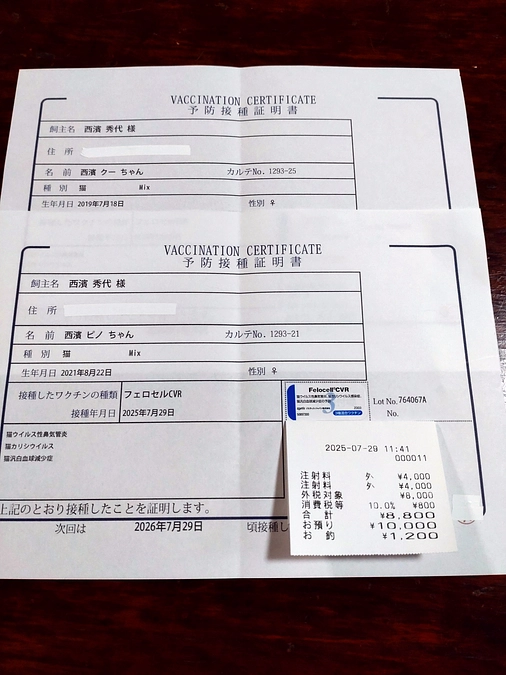 VACCINATION CERTIFICATE
予防接種証明書
飼主名 西濱 秀代 様
住 所
名 前 西濱 クー ちゃん カルテNo. 1293-25
種 別 猫 Mix
生年月日 2019年7月18日 性別 ♀
VACCINATION CERTIFICATE
予防接種証明書
飼主名 西濱 秀代 様
住 所
名 前 西濱 ピノ ちゃん カルテNo. 1293-21
種 別 猫 Mix
生年月日 2021年8月22日 性別 ♀
接種したワクチンの種類 フェロセルCVR
接種年月日 2025年7月29日
Felocell CVR
3
Lot No. 764067A
No.
猫ウイルス性鼻気管炎
猫カリシウイルス
猫汎白血球減少症
上記のとおり接種したことを証明します。
次回は 2026年7月29日 頃接種し
2025-07-29 11:41
000011
注射料 外 ¥4,000
注射料 外 ¥4,000
外税対象 ¥8,000
消費税等 10.0% ¥800
合 計 ¥8,800
お預り ¥10,000
お 釣 ¥1,200